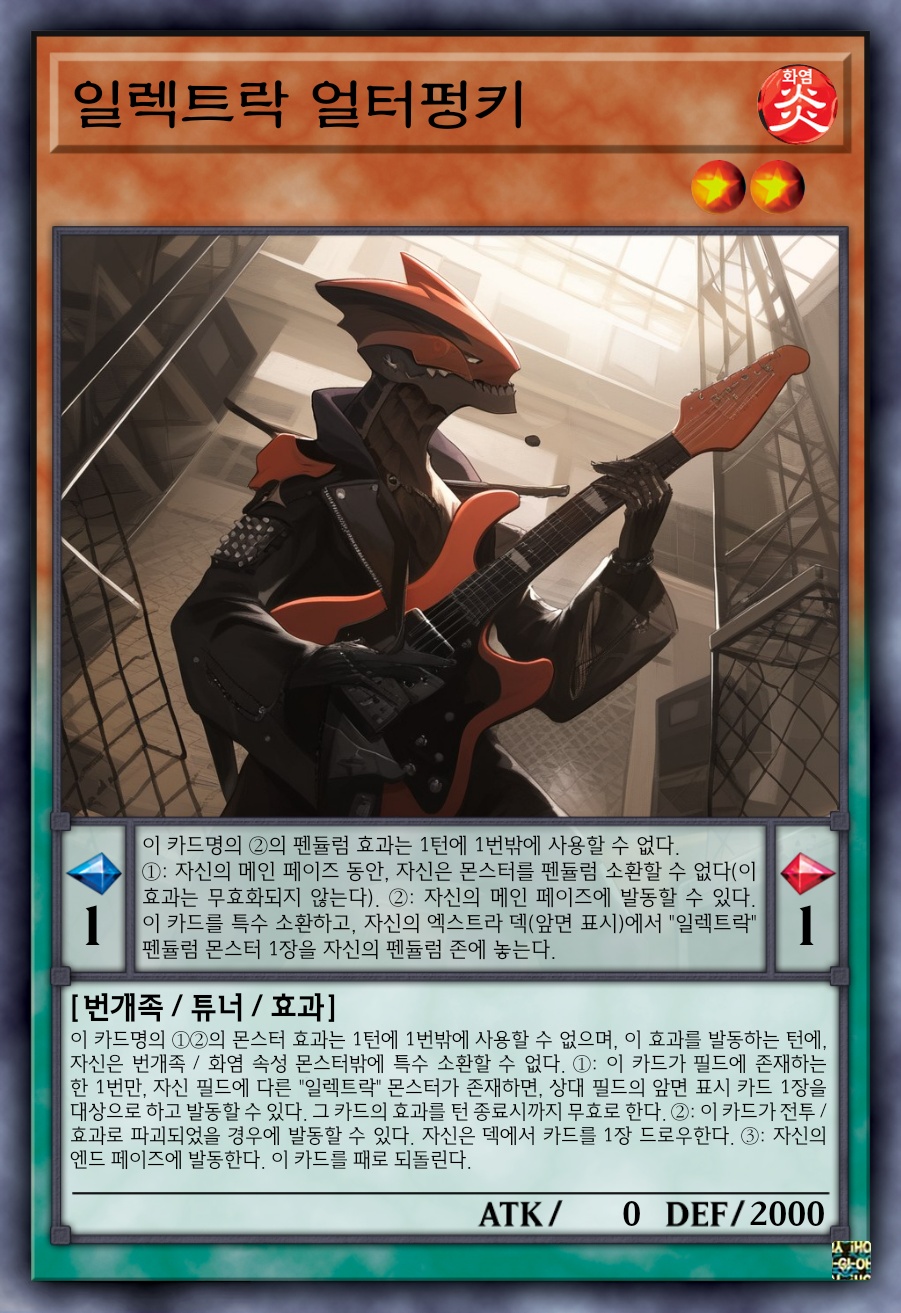 일렉트락 얼터펑키
화염
炎
이 카드명의 ②의 펜듈럼 효과는 1턴에 1번밖에 사용할 수 없다.
①: 자신의 메인 페이즈 동안, 자신은 몬스터를 펜듈럼 소환할 수 없다(이
효과는 무효화되지 않는다). ②: 자신의 메인 페이즈에 발동할 수 있다.
이 카드를 특수 소환하고, 자신의 엑스트라 덱(앞면 표시)에서 "일렉트락"
펜듈럼 몬스터 1장을 자신의 펜듈럼 존에 놓는다.
1
1
[번개족 / 튜너 / 효과]
이 카드명의 ①②의 몬스터 효과는 1턴에 1번밖에 사용할 수 없으며, 이 효과를 발동하는 턴에,
자신은 번개족 / 화염 속성 몬스터밖에 특수 소환할 수 없다. ①: 이 카드가 필드에 존재하는
한 1번만, 자신 필드에 다른 "일렉트락" 몬스터가 존재하면, 상대 필드의 앞면 표시 카드 1장을
대상으로 하고 발동할 수 있다. 그 카드의 효과를 턴 종료시까지 무효로 한다. ②: 이 카드가 전투 /
효과로 파괴되었을 경우에 발동할 수 있다. 자신은 덱에서 카드를 1장 드로우한다. ③: 자신의
엔드 페이즈에 발동한다. 이 카드를 패로 되돌린다.
ATK/ 0 DEF/2000